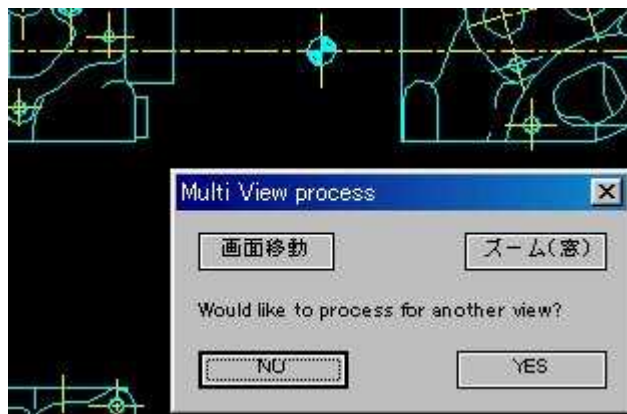 Multi View process
画面移動 ズーム(窓)
Would like to process for another view?
NO YES